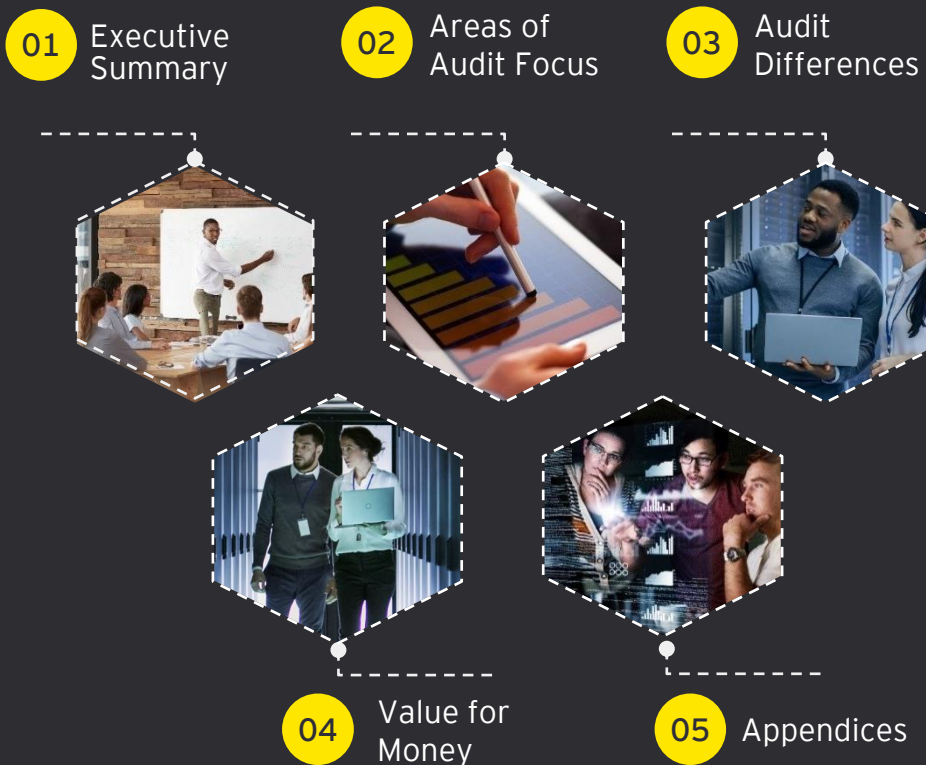 01
Executive
Summary
02
Areas of
Audit Focus
03
Audit
Differences
04
Value for
Money
05
Appendices